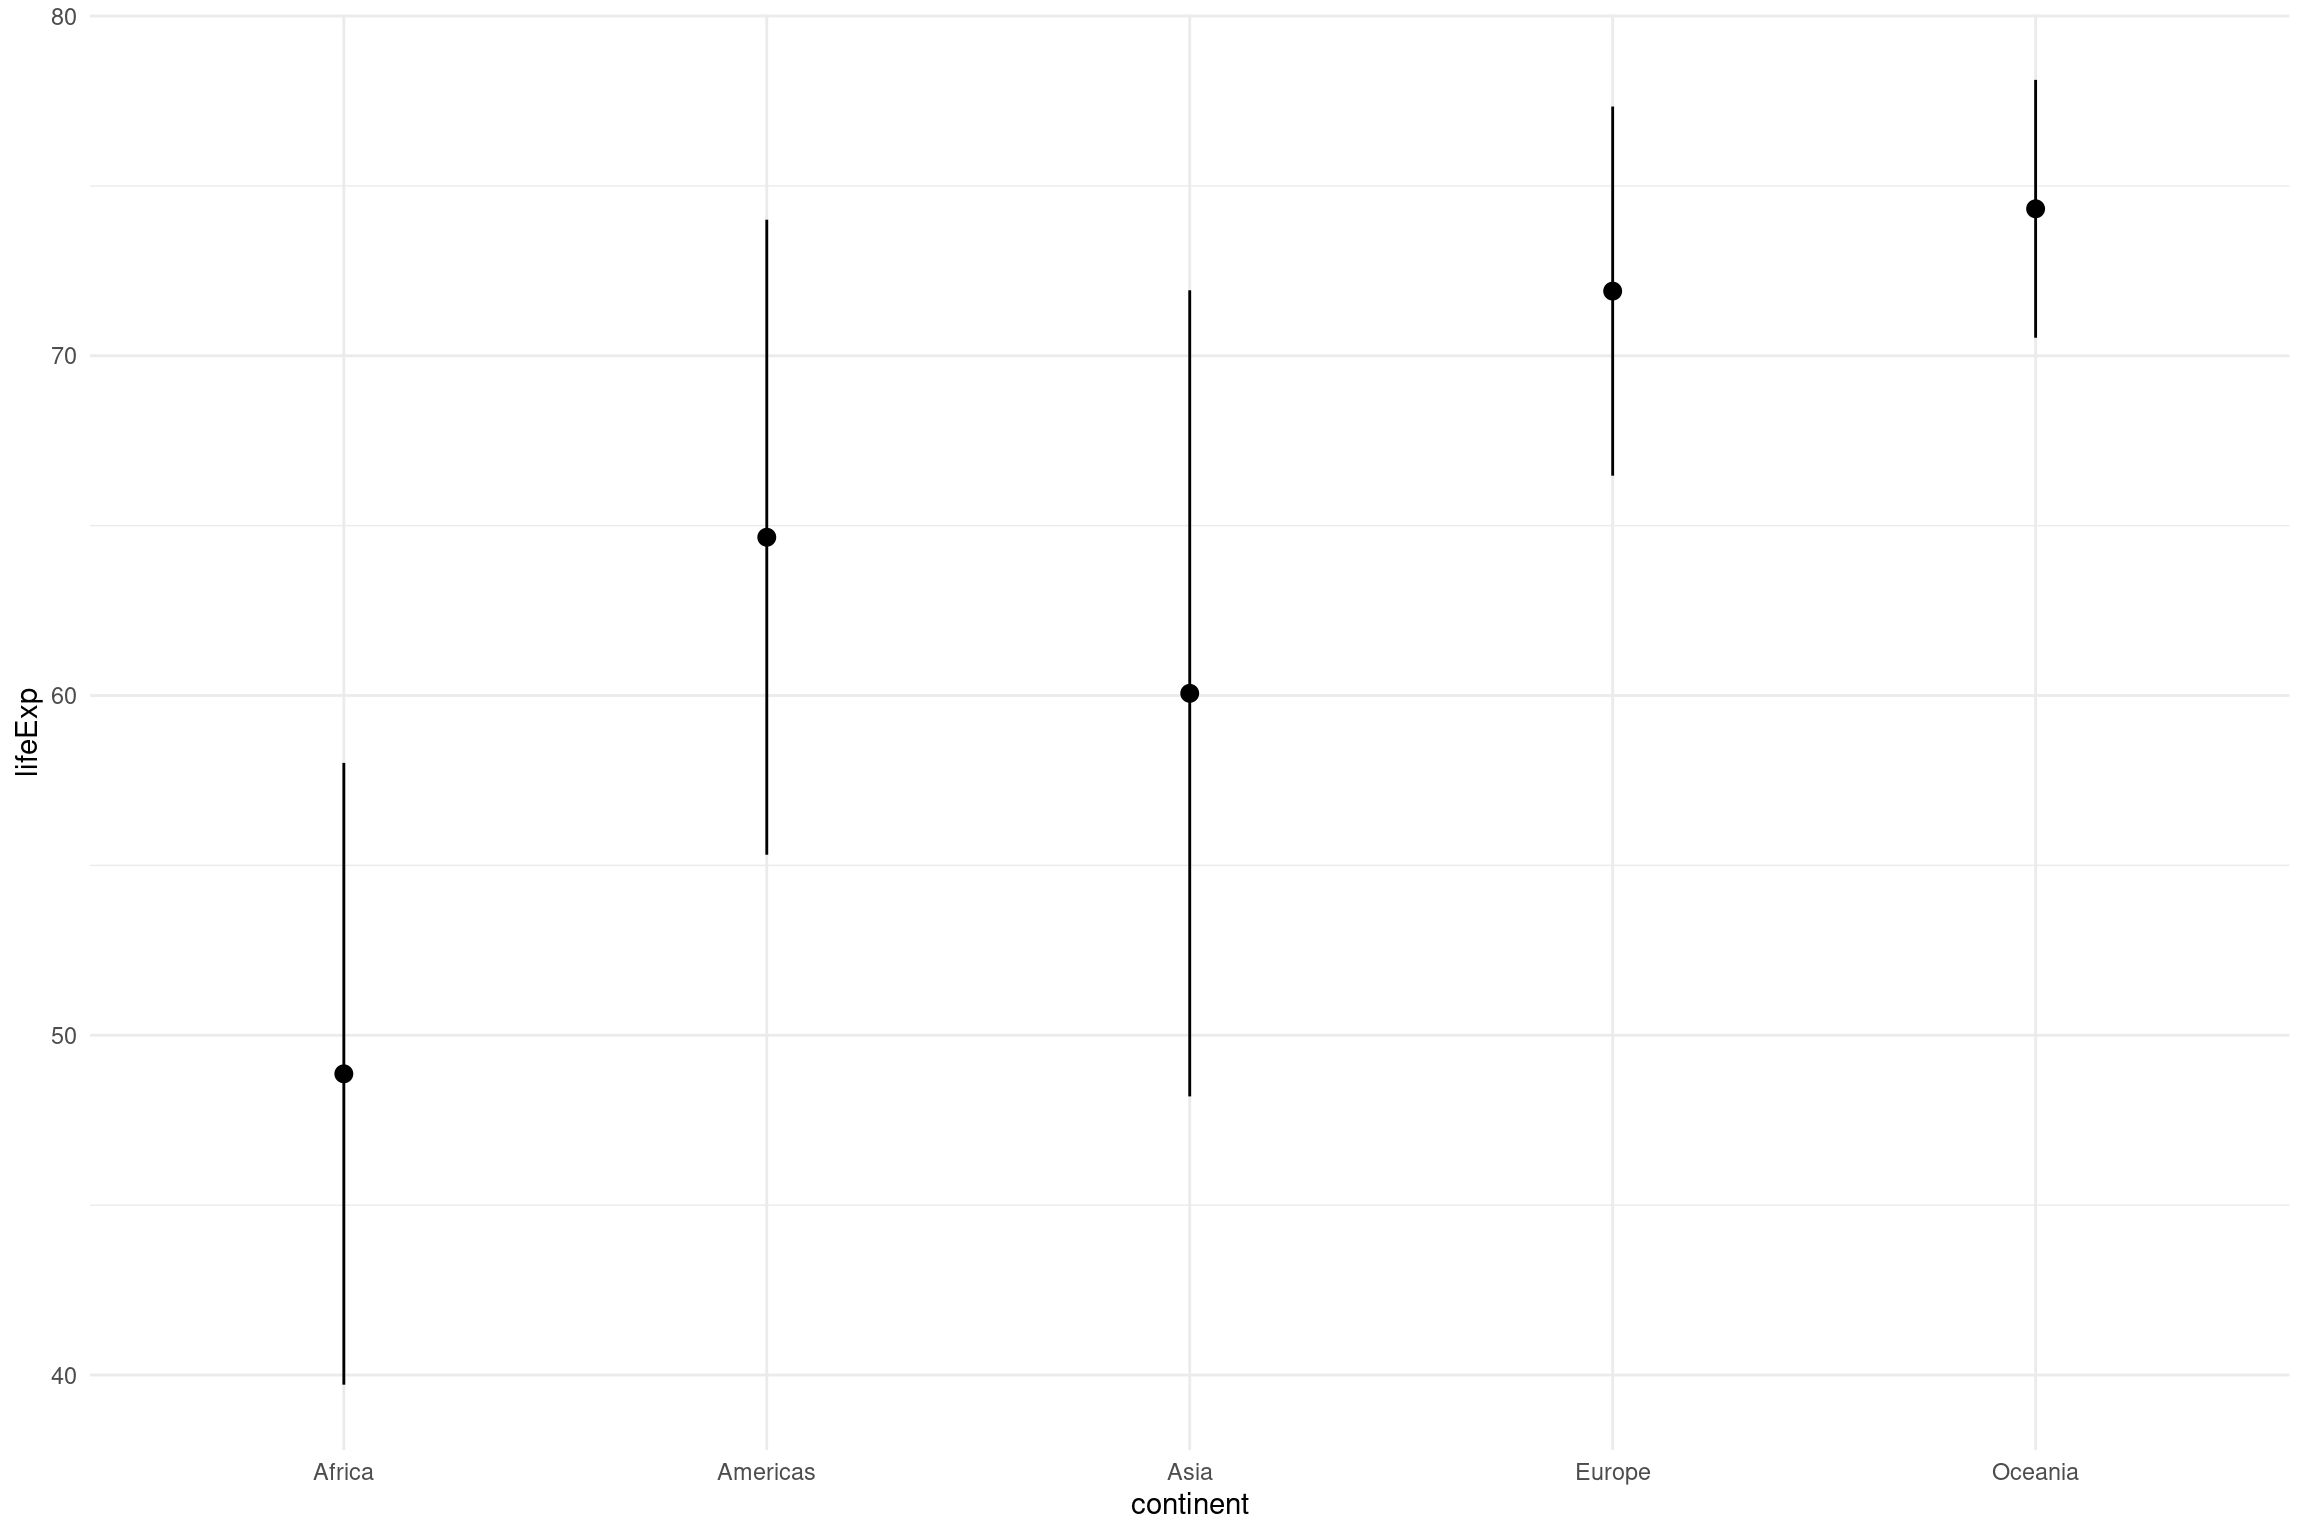 80
70
60
50
40
lifeExp
Africa
Americas
Asia
Europe
Oceania
continent